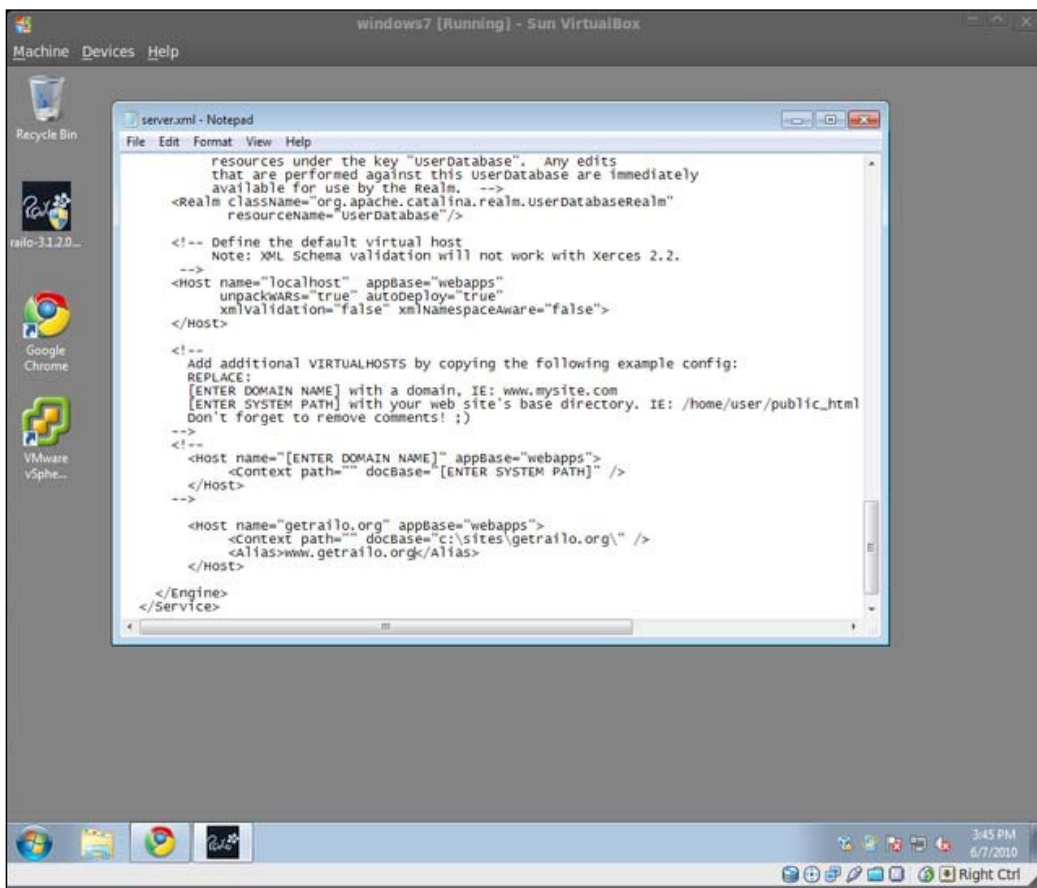 windows7 [Running] - Sun VirtualBox
Machine Devices Help
Recycle Bin
railo-3.1.2.0...
Google
Chrome
VMware
vSphe...
server.xml - Notepad
File Edit Format View Help
resources under the key "UserDatabase". Any edits
that are performed against this UserDatabase are immediately
available for use by the Realm. -->
<Realm className="org.apache.catalina.realm.UserDatabaseRealm"
resourceName="UserDatabase"/>
<!-- Define the default virtual host
Note: XML Schema validation will not work with Xerces 2.2.
-->
<Host name="localhost" appBase="webapps"
unpackWARs="true" autoDeploy="true"
xmlValidation="false" xmlNamespaceAware="false">
</Host>
<!--
Add additional VIRTUALHOSTS by copying the following example config:
REPLACE:
[ENTER DOMAIN NAME] with a domain, IE: www.mysite.com
[ENTER SYSTEM PATH] with your web site's base directory. IE: /home/user/public_html
Don't forget to remove comments! ;)
-->
<!--
<Host name="[ENTER DOMAIN NAME]" appBase="webapps">
<Context path="" docBase="[ENTER SYSTEM PATH]" />
</Host>
-->
<Host name="getrailo.org" appBase="webapps">
<Context path="" docBase="c:\sites\getrailo.org\" />
<Alias>www.getrailo.org</Alias>
</Host>
</Engine>
</Service>
3:45 PM
6/7/2010
Right Ctrl